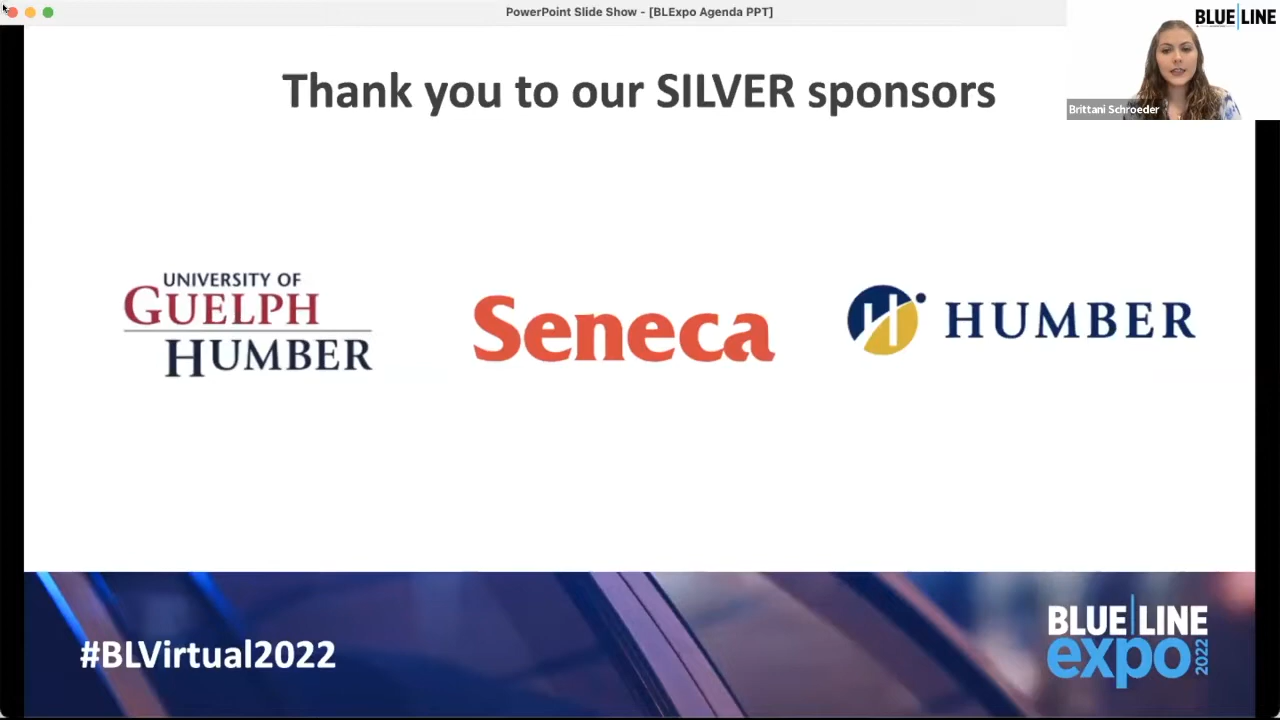 PowerPoint Slide Show - [BLExpo Agenda PPT]
BLUE LINE
Brittani Schroeder
Thank you to our SILVER sponsors
UNIVERSITY OF
GUELPH
HUMBER
Seneca
HUMBER
#BLVirtual2022
BLUE LINE
expo
2022